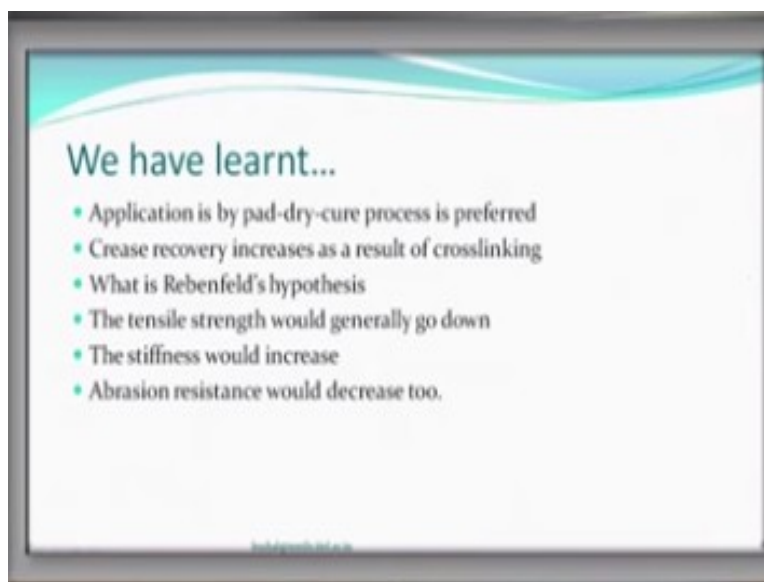 We have learnt...
Application is by pad-dry-cure process is preferred
Crease recovery increases as a result of crosslinking
What is Rebenfeld's hypothesis
The tensile strength would generally go down
The stiffness would increase
Abrasion resistance would decrease too.